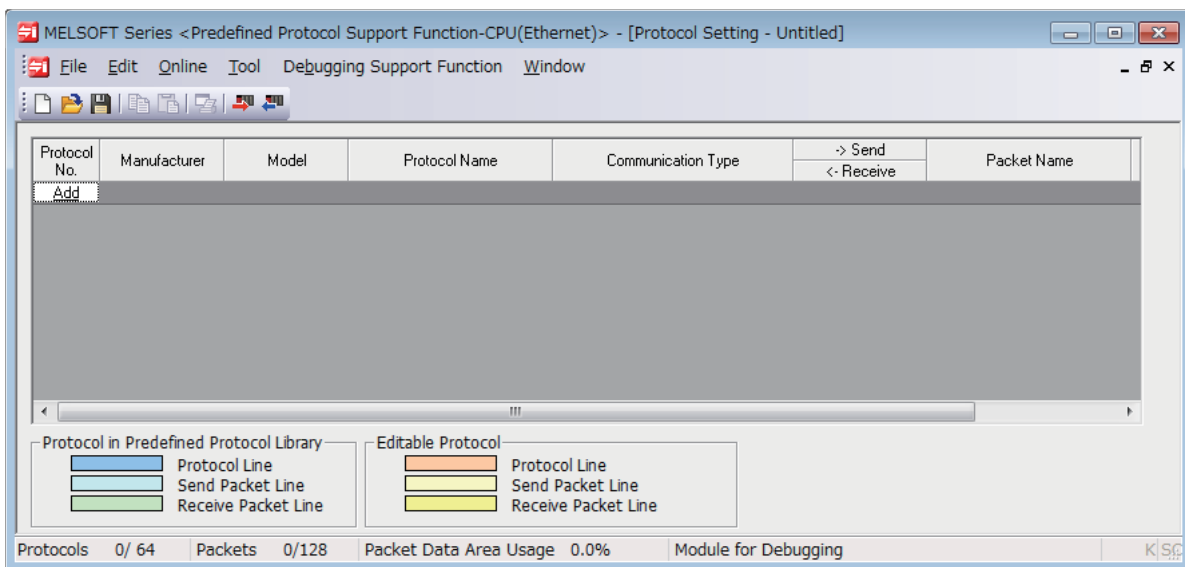 MELSOFT Series <Predefined Protocol Support Function-CPU(Ethernet)> - [Protocol Setting - Untitled]
File Edit Online Tool Debugging Support Function Window
Protocol No. Manufacturer Model Protocol Name Communication Type -> Send <- Receive Packet Name
Add
Protocol in Predefined Protocol Library Editable Protocol
Protocol Line Protocol Line
Send Packet Line Send Packet Line
Receive Packet Line Receive Packet Line
Protocols 0/ 64 Packets 0/128 Packet Data Area Usage 0.0% Module for Debugging